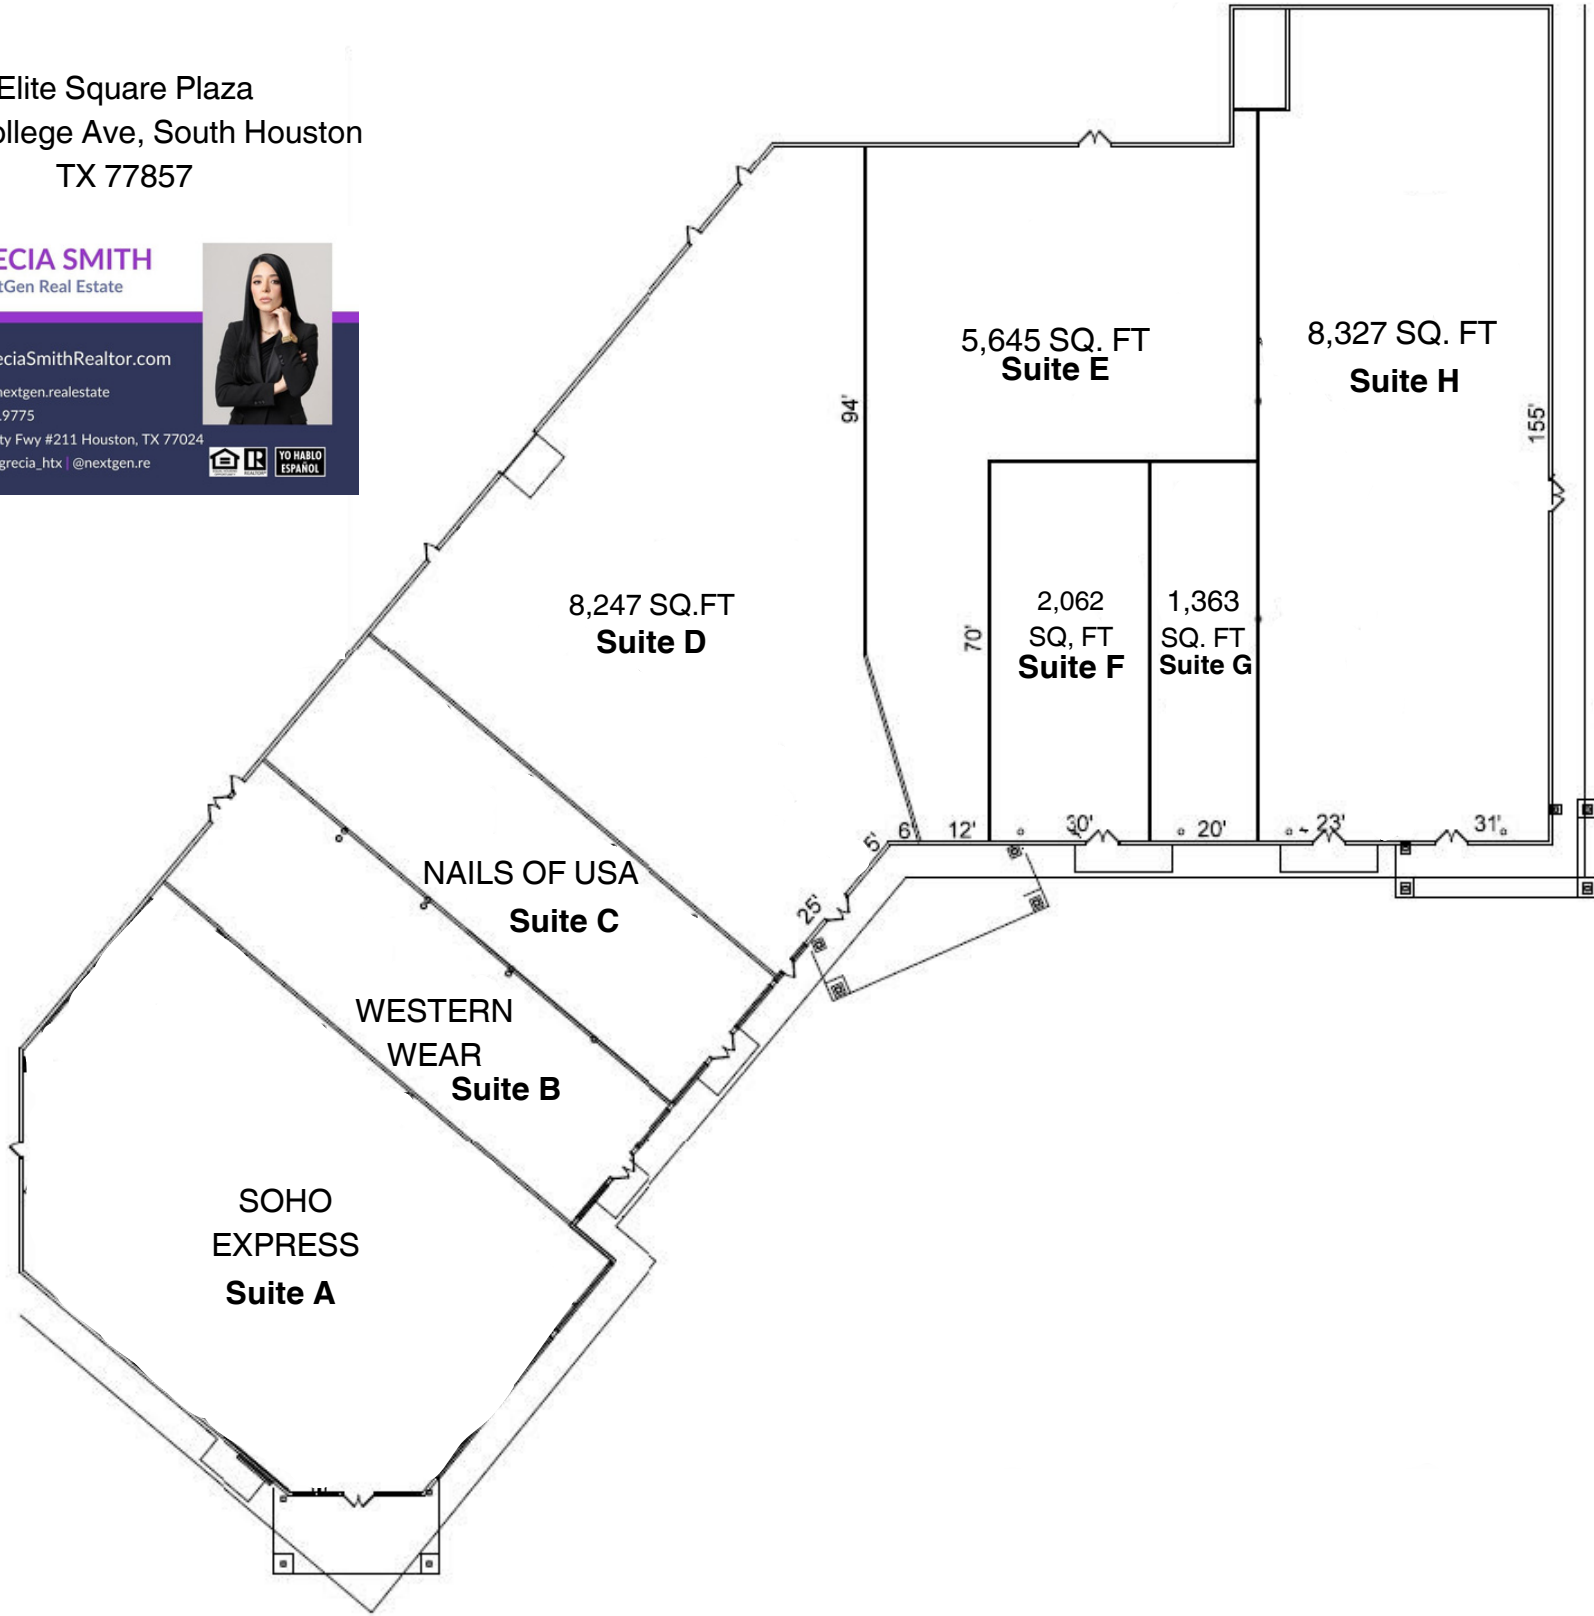 Elite Square Plaza
ollege Ave, South Houston
TX 77857
ECIA SMITH
tGen Real Estate
eciaSmithRealtor.com
nextgen.realestate
.9775
ty Fwy #211 Houston, TX 77024
grecia_htx | @nextgen.re
R
REALTOR
YO HABLO
ESPAÑOL
5,645 SQ. FT
Suite E
8,327 SQ. FT
Suite H
94'
155'
8,247 SQ.FT
Suite D
70'
2,062
SQ, FT
Suite F
1,363
SQ. FT
Suite G
5'
6'
12'
30'
20'
23'
31'
25'
NAILS OF USA
Suite C
WESTERN
WEAR
Suite B
SOHO
EXPRESS
Suite A